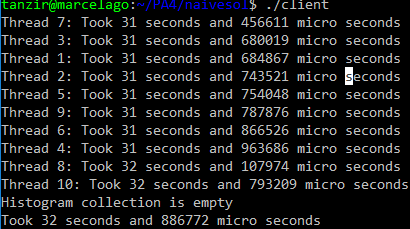 tanzir@marcelago:~/PA4/naivesol$ ./client
Thread 7: Took 31 seconds and 456611 micro seconds
Thread 3: Took 31 seconds and 680019 micro seconds
Thread 1: Took 31 seconds and 684867 micro seconds
Thread 2: Took 31 seconds and 743521 micro seconds
Thread 5: Took 31 seconds and 754048 micro seconds
Thread 9: Took 31 seconds and 787876 micro seconds
Thread 6: Took 31 seconds and 866526 micro seconds
Thread 4: Took 31 seconds and 963686 micro seconds
Thread 8: Took 32 seconds and 107974 micro seconds
Thread 10: Took 32 seconds and 793209 micro seconds
Histogram collection is empty
Took 32 seconds and 886772 micro seconds